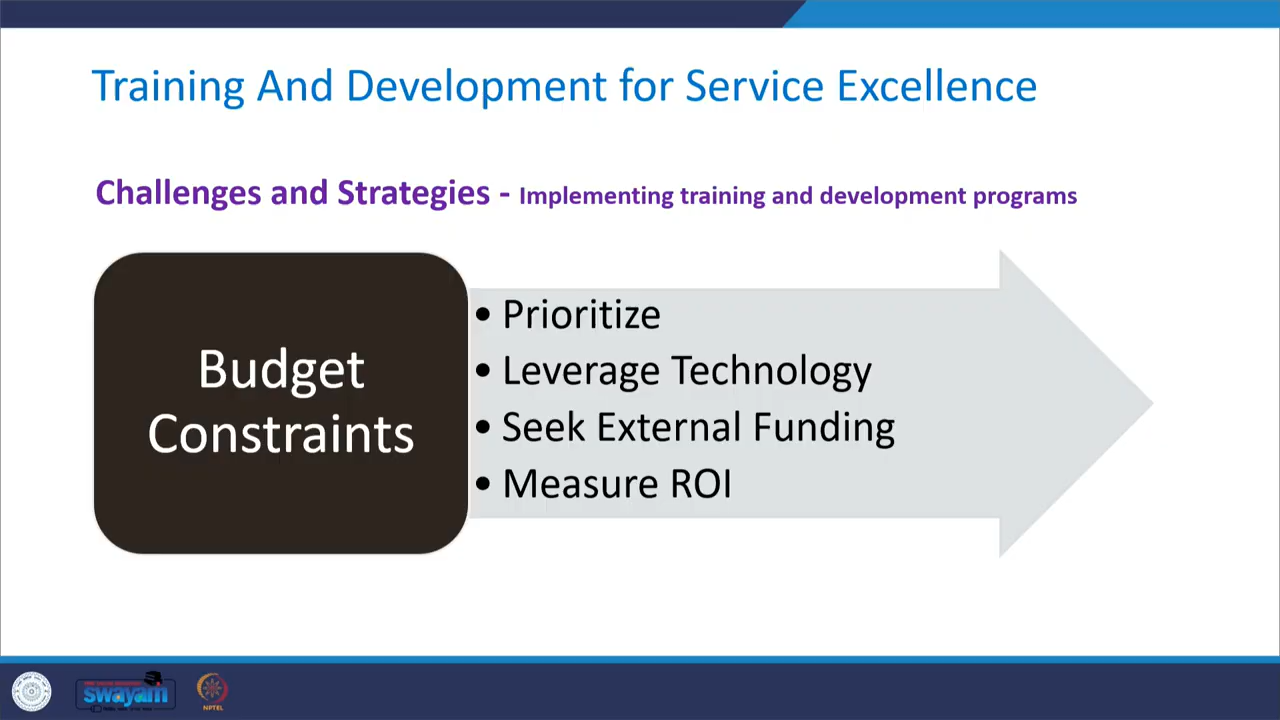 Training And Development for Service Excellence
Challenges and Strategies - Implementing training and development programs
Budget
Constraints
• Prioritize
• Leverage Technology
• Seek External Funding
• Measure ROI
swayam
NPTEL